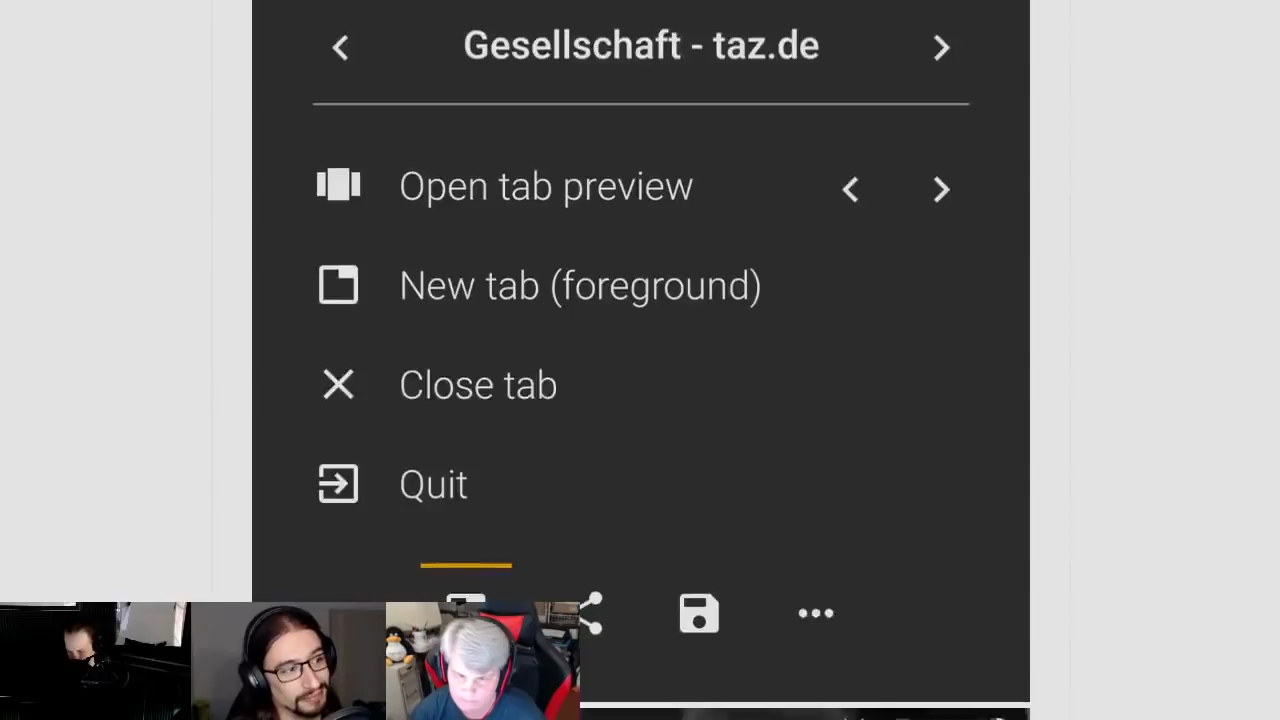 Gesellschaft - taz.de
Open tab preview
New tab (foreground)
Close tab
Quit